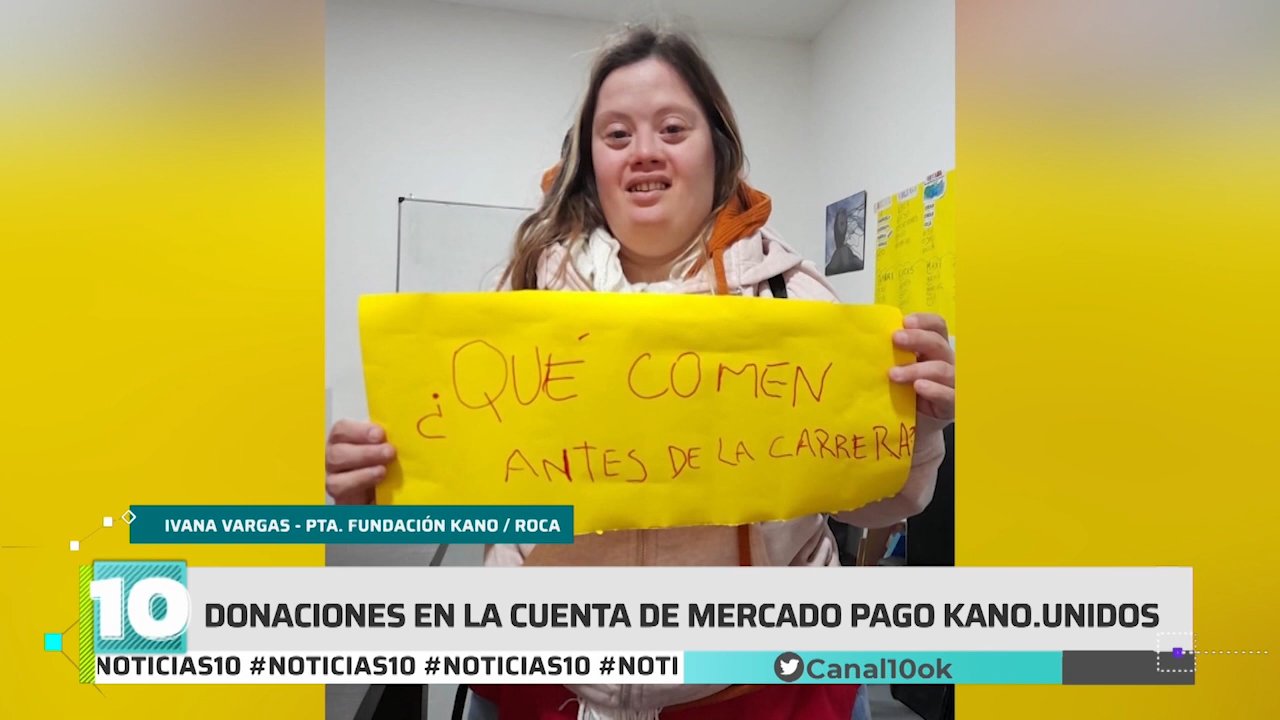 ¿QUÉ COMEN
ANTES DE LA CARRERA?
IVANA VARGAS - PTA. FUNDACIÓN KANO / ROCA
10
DONACIONES EN LA CUENTA DE MERCADO PAGO KANO.UNIDOS
NOTICIAS10 #NOTICIAS10 #NOTICIAS10 #NOTI
Canal10ok